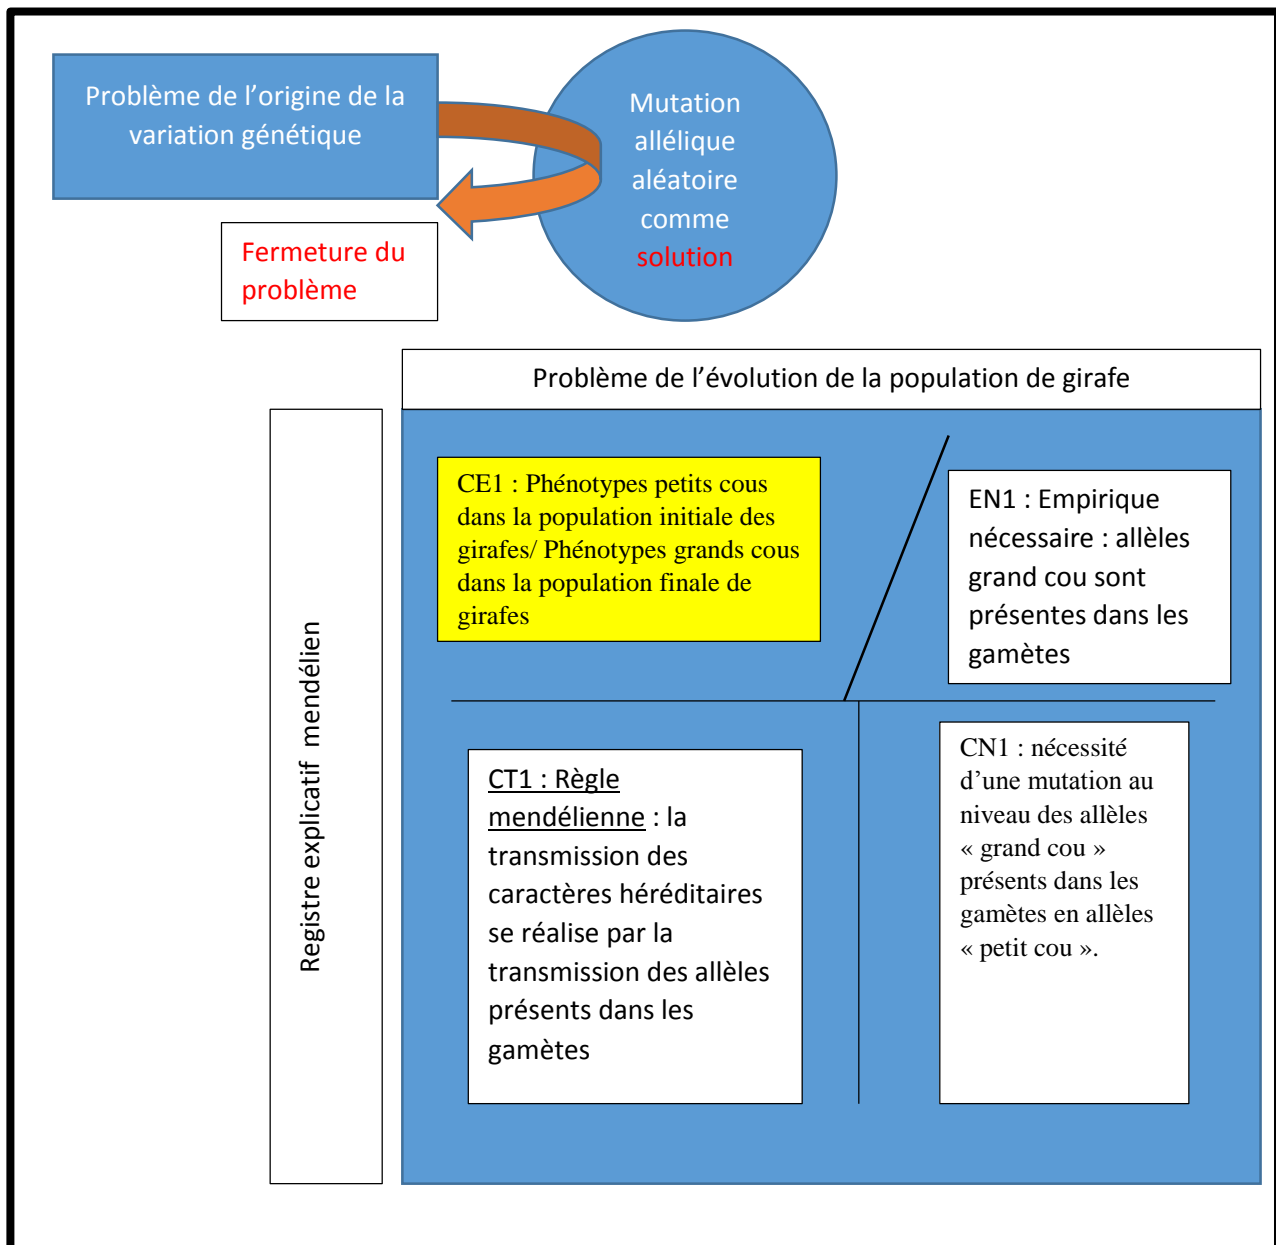 Problème de l’origine de la
variation génétique
Mutation
allélique
aléatoire
comme
solution
Fermeture du
problème
Problème de l’évolution de la population de girafe
Registre explicatif mendélien
CE1 : Phénotypes petits cous
dans la population initiale des
girafes/ Phénotypes grands cous
dans la population finale de
girafes
EN1 : Empirique
nécessaire : allèles
grand cou sont
présentes dans les
gamètes
CT1 : Règle
mendélienne : la
transmission des
caractères héréditaires
se réalise par la
transmission des allèles
présents dans les
gamètes
CN1 : nécessité
d’une mutation au
niveau des allèles
« grand cou »
présents dans les
gamètes en allèles
« petit cou ».